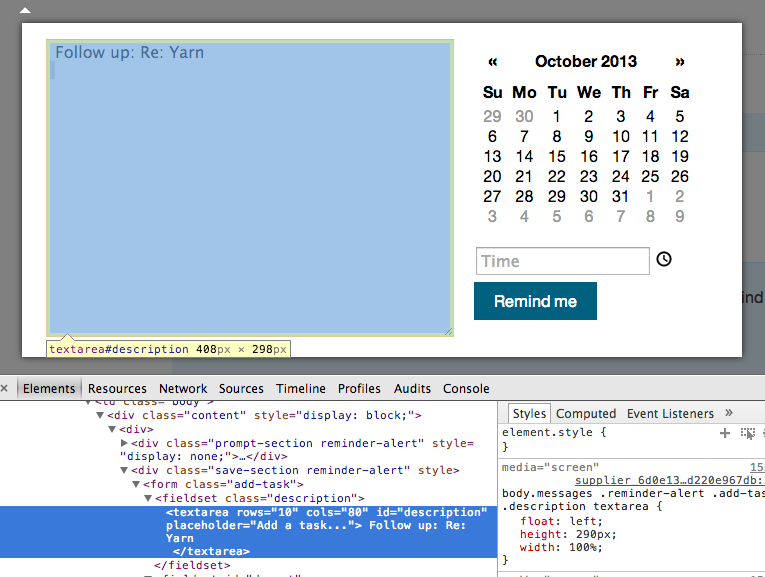 Follow up: Re: Yarn
« October 2013 »
Su Mo Tu We Th Fr Sa
29 30 1 2 3 4 5
6 7 8 9 10 11 12
13 14 15 16 17 18 19
20 21 22 23 24 25 26
27 28 29 30 31 1 2
3 4 5 6 7 8 9
Time
Remind me
ind
textarea#description 408px × 298px
× Elements Resources Network Sources Timeline Profiles Audits Console
<td class="body">
▼<div class="content" style="display: block;">
▼<div>
▶<div class="prompt-section reminder-alert" style=
"display: none;">…</div>
▼<div class="save-section reminder-alert" style>
▼<form class="add-task">
▼<fieldset class="description">
<textarea rows="10" cols="80" id="description"
placeholder="Add a task..."> Follow up: Re:
Yarn
</textarea>
</fieldset>
Styles Computed Event Listeners »
element.style {
}
media="screen" 15
supplier_6d0e13…d220e967db:
body.messages .reminder-alert .add-tas
.description textarea {
float: left;
height: 290px;
width: 100%;
}